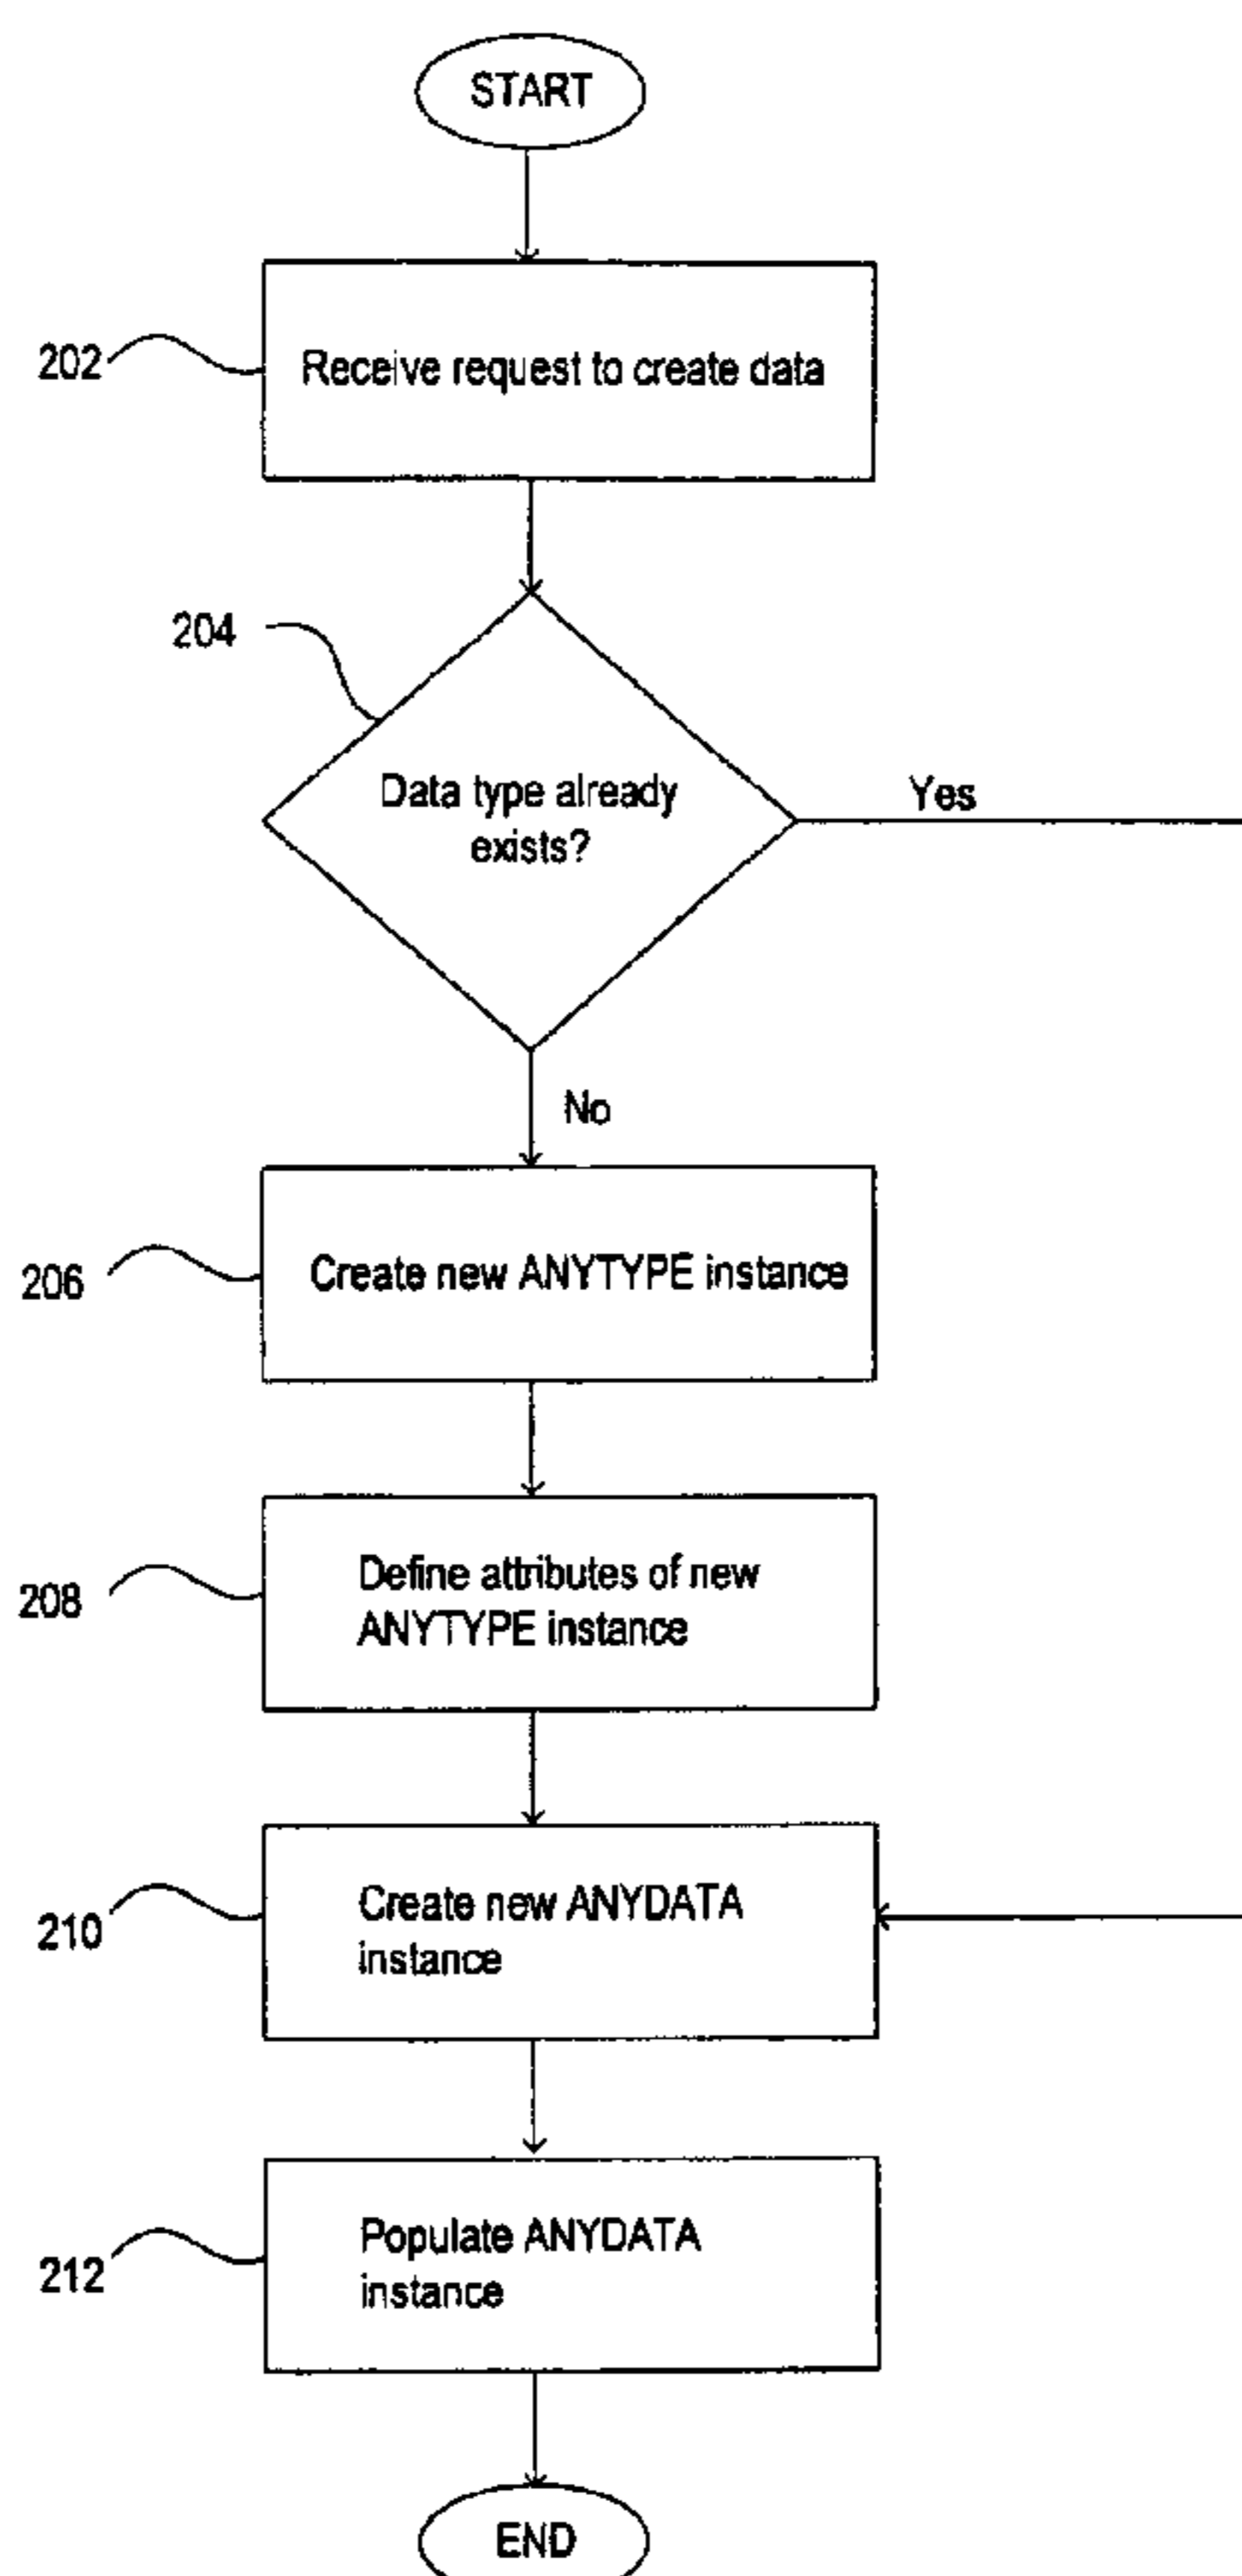 START
202
Receive request to create data
204
Data type already
exists?
Yes
No
206
Create new ANYTYPE instance
208
Define attributes of new
ANYTYPE instance
210
Create new ANYDATA
instance
212
Populate ANYDATA
instance
END